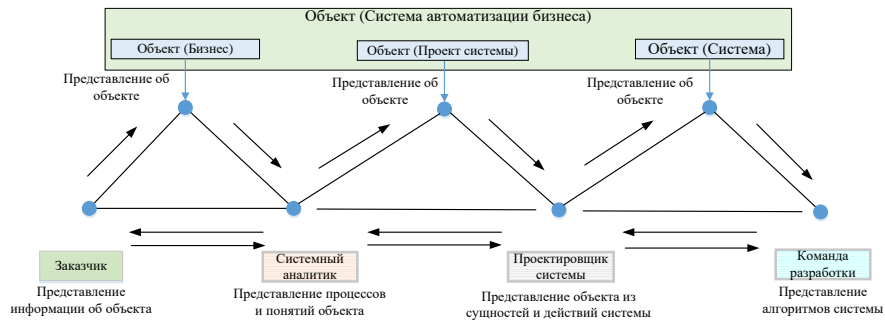 Объект (Система автоматизации бизнеса)
Объект (Бизнес)
Объект (Проект системы)
Объект (Система)
Представление об
объекте
Представление об
объекте
Представление об
объекте
Заказчик
Системный
аналитик
Проектировщик
системы
Команда
разработки
Представление
информации об объекта
Представление процессов
и понятий объекта
Представление объекта из
сущностей и действий системы
Представление
алгоритмов системы